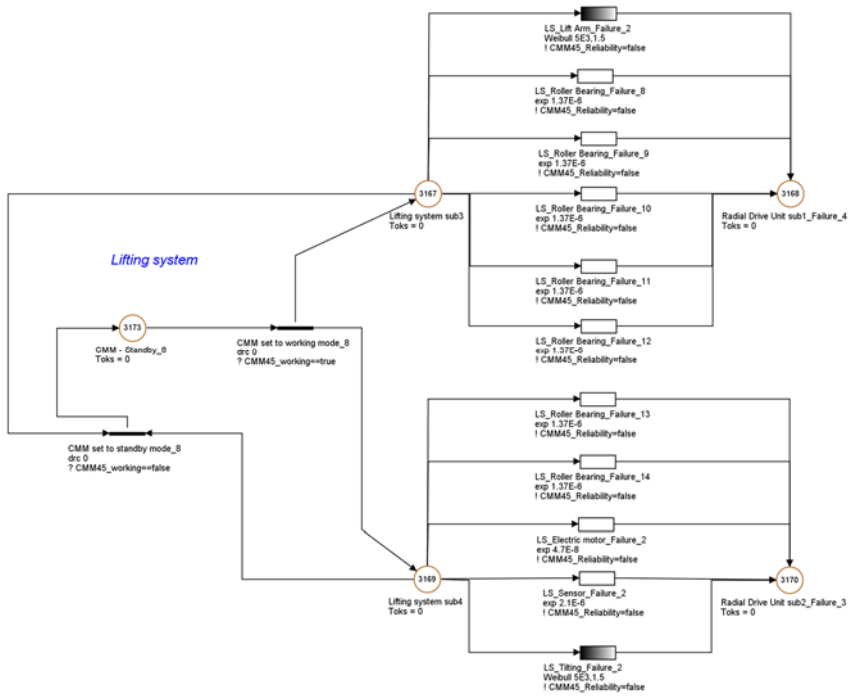 LS_Lift Arm_Failure_2
Weibull 5E3,1.5
! CMM45_Reliability=false
LS_Roller Bearing_Failure_8
exp 1.37E-6
! CMM45_Reliability=false
LS_Roller Bearing_Failure_9
exp 1.37E-6
! CMM45_Reliability=false
3167
Lifting system sub3
Toks = 0
LS_Roller Bearing_Failure_10
exp 1.37E-6
! CMM45_Reliability=false
3168
Radial Drive Unit sub1_Failure_4
Toks = 0
Lifting system
LS_Roller Bearing_Failure_11
exp 1.37E-6
! CMM45_Reliability=false
3173
CMM - Standby_8
Toks = 0
CMM set to working mode_8
drc 0
? CMM45_working==true
LS_Roller Bearing_Failure_12
exp 1.37E-6
! CMM45_Reliability=false
CMM set to standby mode_8
drc 0
? CMM45_working==false
LS_Roller Bearing_Failure_13
exp 1.37E-6
! CMM45_Reliability=false
LS_Roller Bearing_Failure_14
exp 1.37E-6
! CMM45_Reliability=false
LS_Electric motor_Failure_2
exp 4.7E-8
! CMM45_Reliability=false
3169
Lifting system sub4
Toks = 0
LS_Sensor_Failure_2
exp 2.1E-6
! CMM45_Reliability=false
3170
Radial Drive Unit sub2_Failure_3
Toks = 0
LS_Tilting_Failure_2
Weibull 5E3,1.5
! CMM45_Reliability=false